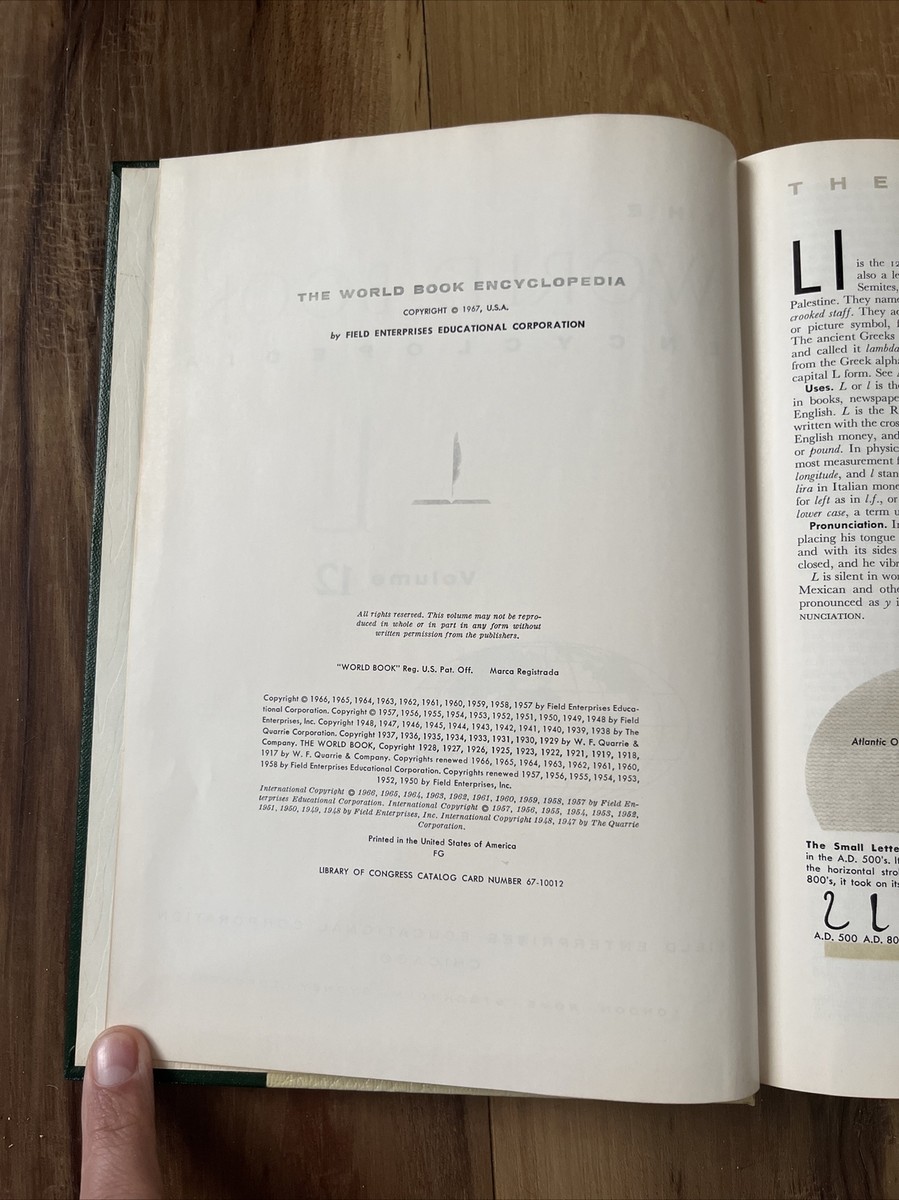 THE WORLD BOOK ENCYCLOPEDIA
COPYRIGHT © 1967, U.S.A.
by FIELD ENTERPRISES EDUCATIONAL CORPORATION
Volume 12
All rights reserved. This volume may not be repro-
duced in whole or in part in any form without
written permission from the publishers.
"WORLD BOOK" Reg. U.S. Pat. Off. Marca Registrada
Copyright © 1966, 1965, 1964, 1963, 1962, 1961, 1960, 1959, 1958, 1957 by Field Enterprises Educa-
tional Corporation. Copyright © 1957, 1956, 1955, 1954, 1953, 1952, 1951, 1950, 1949, 1948 by Field
Enterprises, Inc. Copyright 1948, 1947, 1946, 1945, 1944, 1943, 1942, 1941, 1940, 1939, 1938 by The
Quarrie Corporation. Copyright 1937, 1936, 1935, 1934, 1933, 1931, 1930, 1929 by W. F. Quarrie &
Company. THE WORLD BOOK, Copyright 1928, 1927, 1926, 1925, 1923, 1922, 1921, 1919, 1918,
1917 by W. F. Quarrie & Company. Copyrights renewed 1966, 1965, 1964, 1963, 1962, 1961, 1960,
1958 by Field Enterprises Educational Corporation. Copyrights renewed 1957, 1956, 1955, 1954, 1953,
1952, 1950 by Field Enterprises, Inc.
International Copyright © 1966, 1965, 1964, 1963, 1962, 1961, 1960, 1959, 1958, 1957 by Field En-
terprises Educational Corporation. International Copyright © 1957, 1956, 1955, 1954, 1953, 1952,
1951, 1950, 1949, 1948 by Field Enterprises, Inc. International Copyright 1948, 1947 by The Quarrie
Corporation.
Printed in the United States of America
FG
LIBRARY OF CONGRESS CATALOG CARD NUMBER 67-10012
THE
Ll is the 12
also a le
Semites,
Palestine. They name
crooked staff. They ad
or picture symbol, f
The ancient Greeks
and called it lambda
from the Greek alpha
capital L form. See
Uses. L or l is the
in books, newspape
English. L is the R
written with the cros
English money, and
or pound. In physic
most measurement f
longitude, and l stan
lira in Italian mone
for left as in l.f., or
lower case, a term u
Pronunciation. In
placing his tongue
and with its sides
closed, and he vibr
L is silent in wor
Mexican and othe
pronounced as y i
NUNCIATION.
Atlantic O
The Small Lette
in the A.D. 500's. It
the horizontal stro
800's, it took on its
A.D. 500 A.D. 80